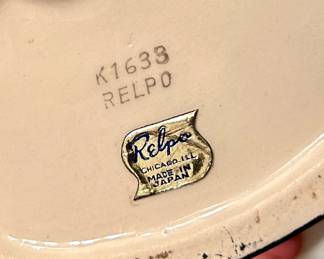 K1633
RELPO
Relpo
CHICAGO, ILL.
MADE IN
JAPAN